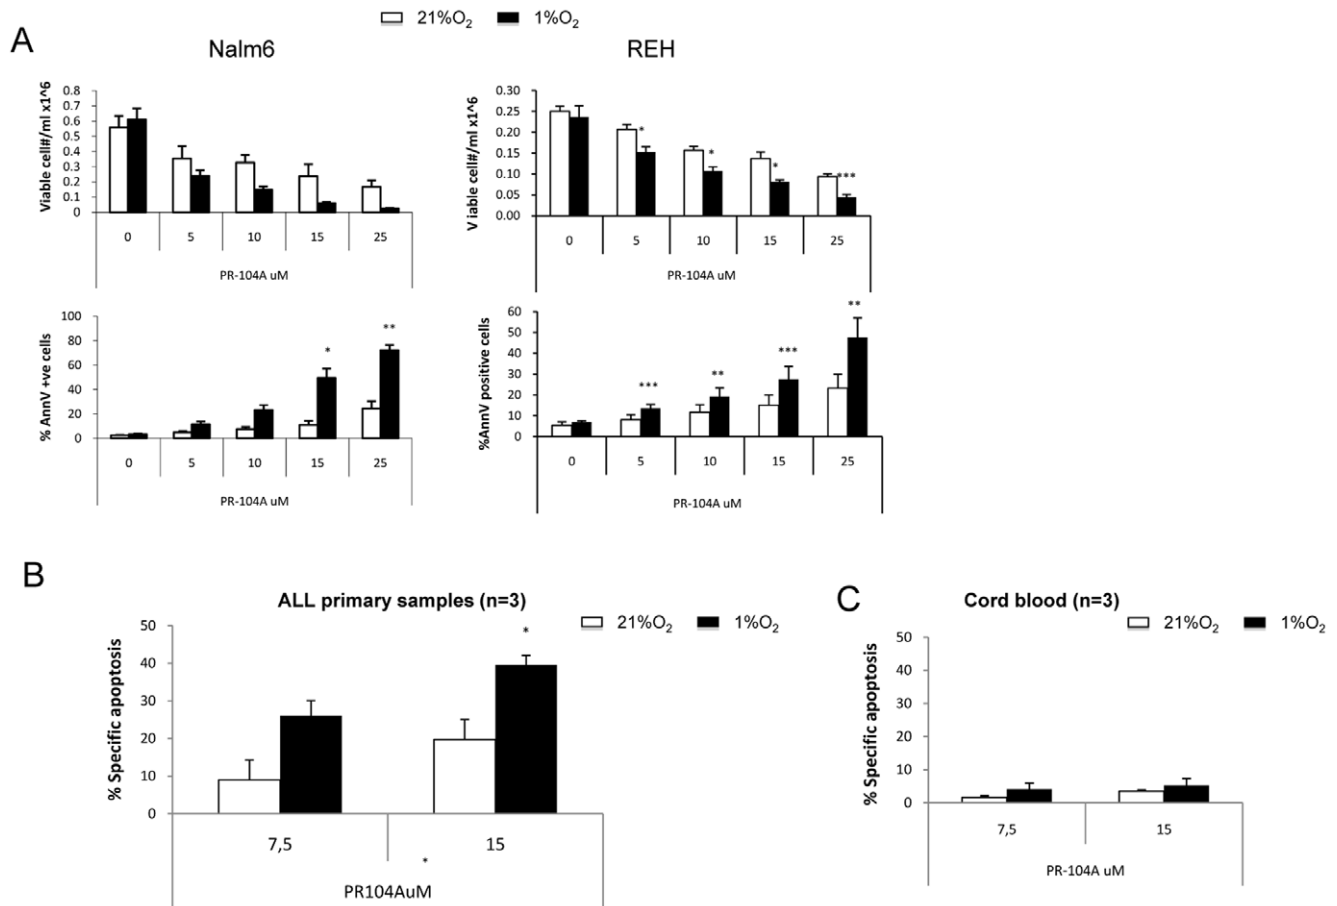 21%O₂ 1%O₂
A
Nalm6
REH
Viable cell#/ml x1^6
0.8
0.7
0.6
0.5
0.4
0.3
0.2
0.1
0
0 5 10 15 25
PR-104A uM
V iable cell#/ml x1^6
0.30
0.25
0.20
0.15
0.10
0.05
0.00
* * * ***
0 5 10 15 25
PR-104A uM
% AnnV +ve cells
100
80
60
40
20
0
* **
0 5 10 15 25
PR-104A uM
%AnnV positive cells
60
50
40
30
20
10
0
*** ** *** **
0 5 10 15 25
PR-104A uM
B
ALL primary samples (n=3)
21%O₂ 1%O₂
% Specific apoptosis
50
40
30
20
10
0
*
7,5 15
*
PR104AuM
C
Cord blood (n=3)
21%O₂ 1%O₂
% Specific apoptosis
50
40
30
20
10
0
7,5 15
PR-104A uM